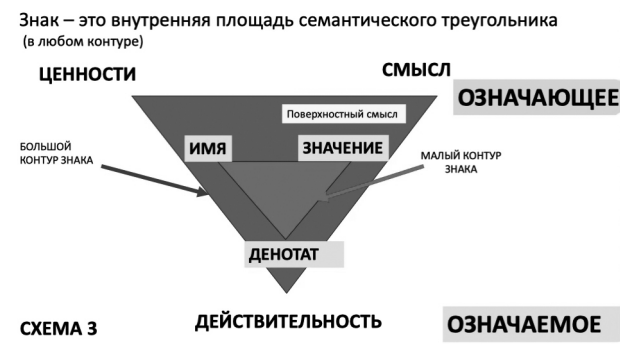 Знак – это внутренняя площадь семантического треугольника
(в любом контуре)
ЦЕННОСТИ
СМЫСЛ
ОЗНАЧАЮЩЕЕ
Поверхностный смысл
БОЛЬШОЙ
КОНТУР ЗНАКА
ИМЯ
ЗНАЧЕНИЕ
МАЛЫЙ КОНТУР
ЗНАКА
ДЕНОТАТ
СХЕМА 3
ДЕЙСТВИТЕЛЬНОСТЬ
ОЗНАЧАЕМОЕ